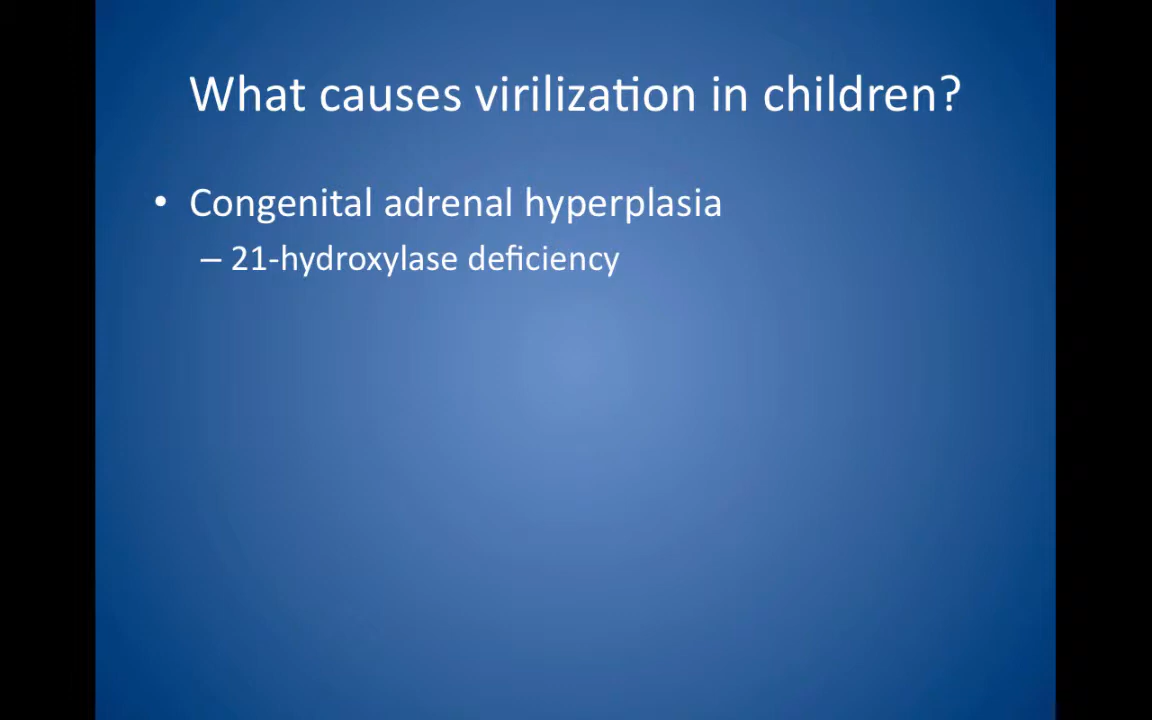 What causes virilization in children?
• Congenital adrenal hyperplasia
– 21-hydroxylase deficiency